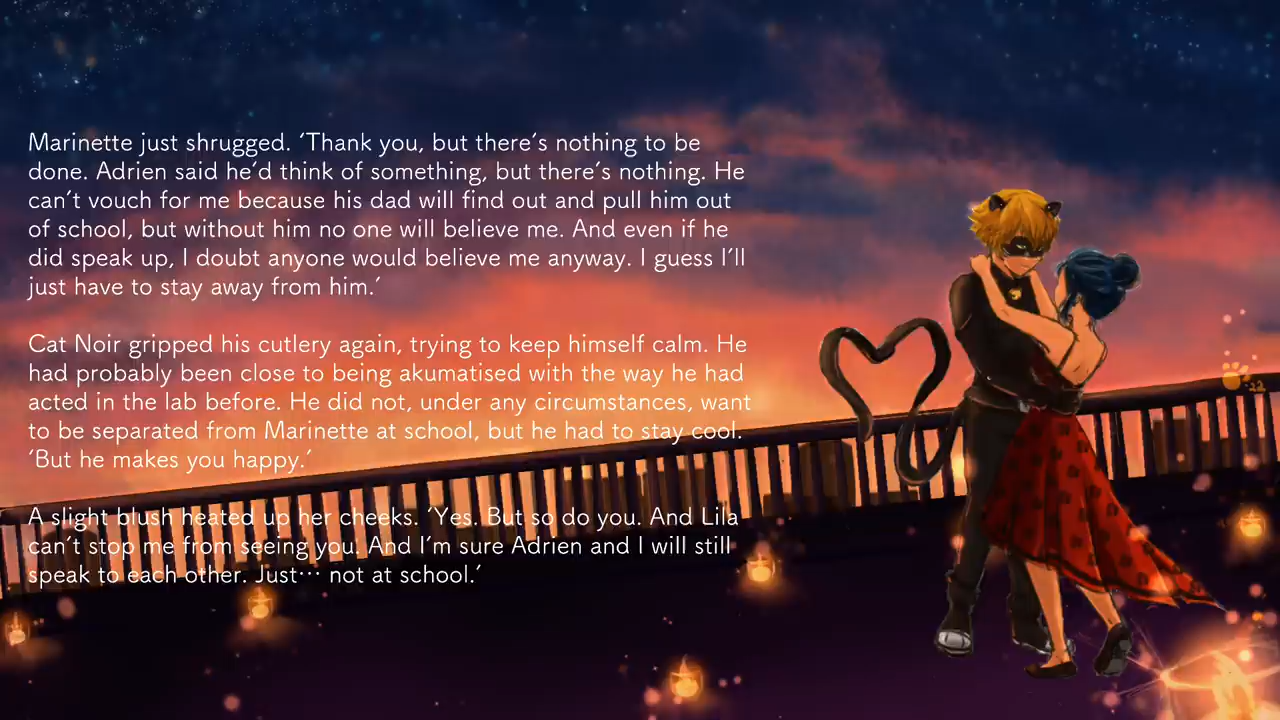 Marinette just shrugged. ‘Thank you, but there’s nothing to be
done. Adrien said he’d think of something, but there’s nothing. He
can’t vouch for me because his dad will find out and pull him out
of school, but without him no one will believe me. And even if he
did speak up, I doubt anyone would believe me anyway. I guess I’ll
just have to stay away from him.’
Cat Noir gripped his cutlery again, trying to keep himself calm. He
had probably been close to being akumatised with the way he had
acted in the lab before. He did not, under any circumstances, want
to be separated from Marinette at school, but he had to stay cool.
‘But he makes you happy.’
A slight blush heated up her cheeks. ‘Yes. But so do you. And Lila
can’t stop me from seeing you. And I’m sure Adrien and I will still
speak to each other. Just… not at school.’